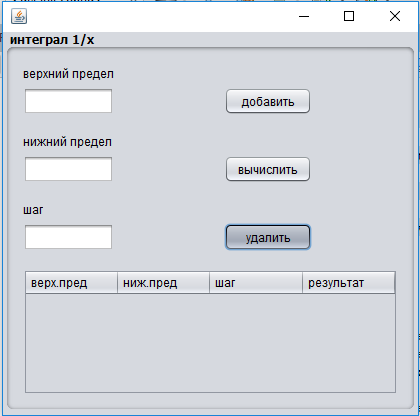 интеграл 1/x
верхний предел
добавить
нижний предел
вычислить
шаг
удалить
верх.пред ниж.пред шаг результат